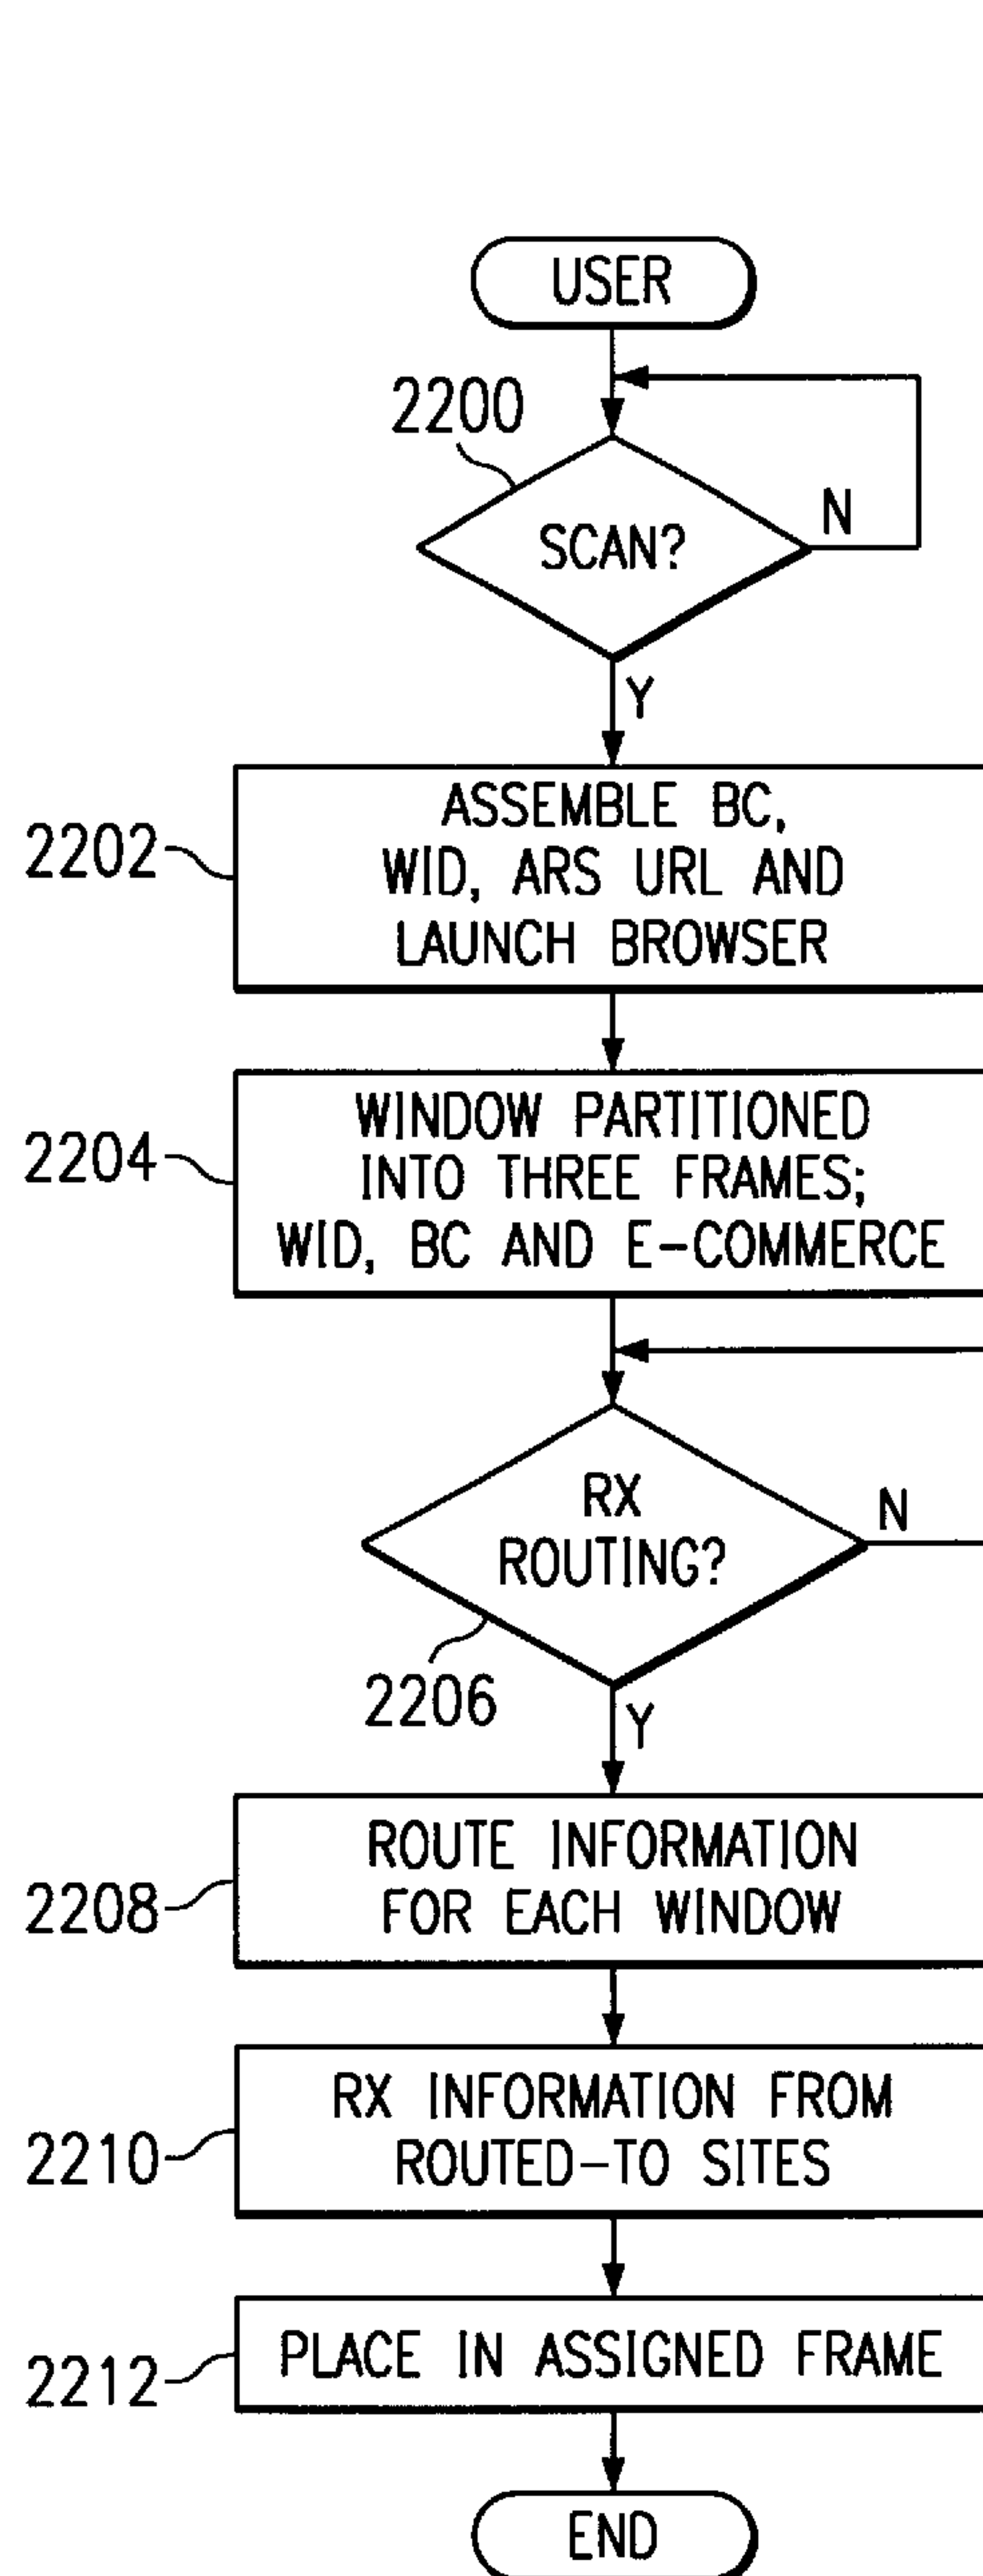 USER
2200
SCAN?
N
Y
2202
ASSEMBLE BC,
WID, ARS URL AND
LAUNCH BROWSER
2204
WINDOW PARTITIONED
INTO THREE FRAMES;
WID, BC AND E-COMMERCE
RX
ROUTING?
N
2206
Y
2208
ROUTE INFORMATION
FOR EACH WINDOW
2210
RX INFORMATION FROM
ROUTED-TO SITES
2212
PLACE IN ASSIGNED FRAME
END